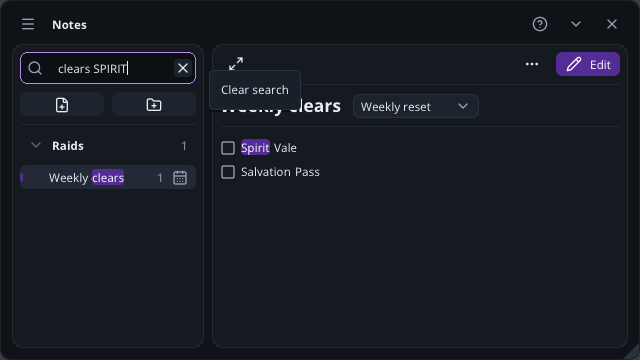 Notes
clears SPIRIT
Edit
Clear search
Weekly clears
Weekly reset
Raids
1
Weekly clears
1
Spirit Vale
Salvation Pass